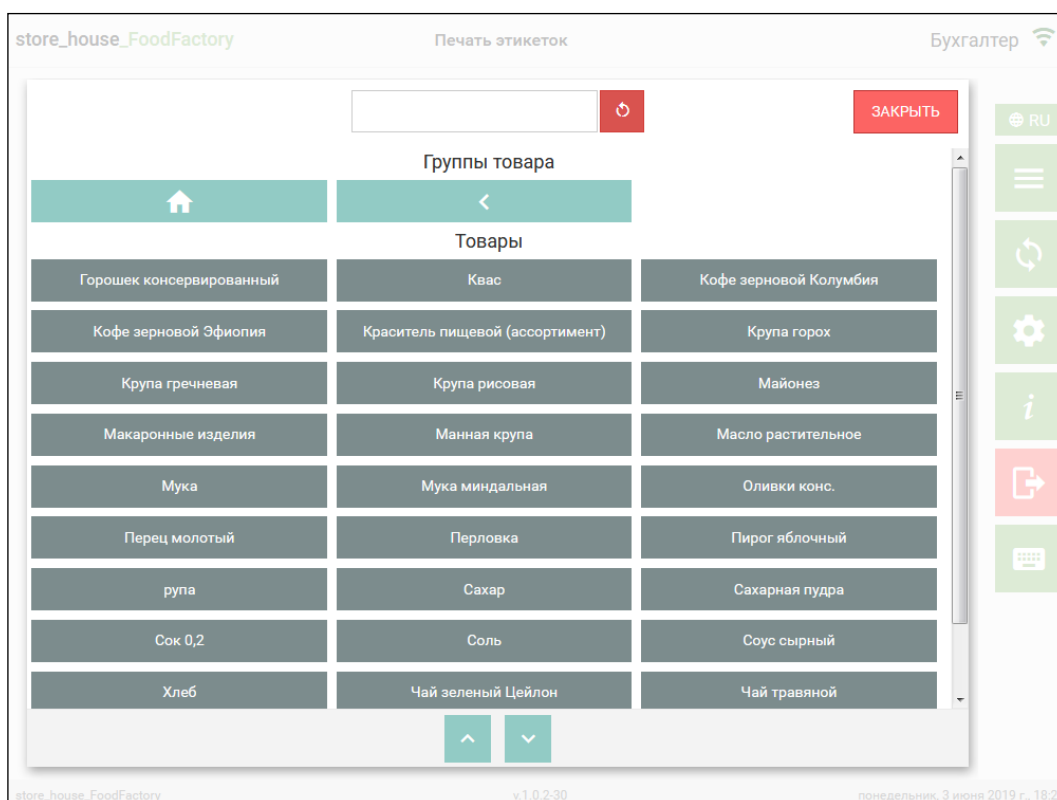 store_house_FoodFactory Печать этикеток Бухгалтер
ЗАКРЫТЬ
RU
Группы товара
Товары
Горошек консервированный Квас Кофе зерновой Колумбия
Кофе зерновой Эфиопия Краситель пищевой (ассортимент) Крупа горох
Крупа гречневая Крупа рисовая Майонез
Макаронные изделия Манная крупа Масло растительное
Мука Мука миндальная Оливки конс.
Перец молотый Перловка Пирог яблочный
рупа Сахар Сахарная пудра
Сок 0,2 Соль Соус сырный
Хлеб Чай зеленый Цейлон Чай травяной
store_house_FoodFactory v.1.0.2-30 понедельник, 3 июня 2019 г., 18:2